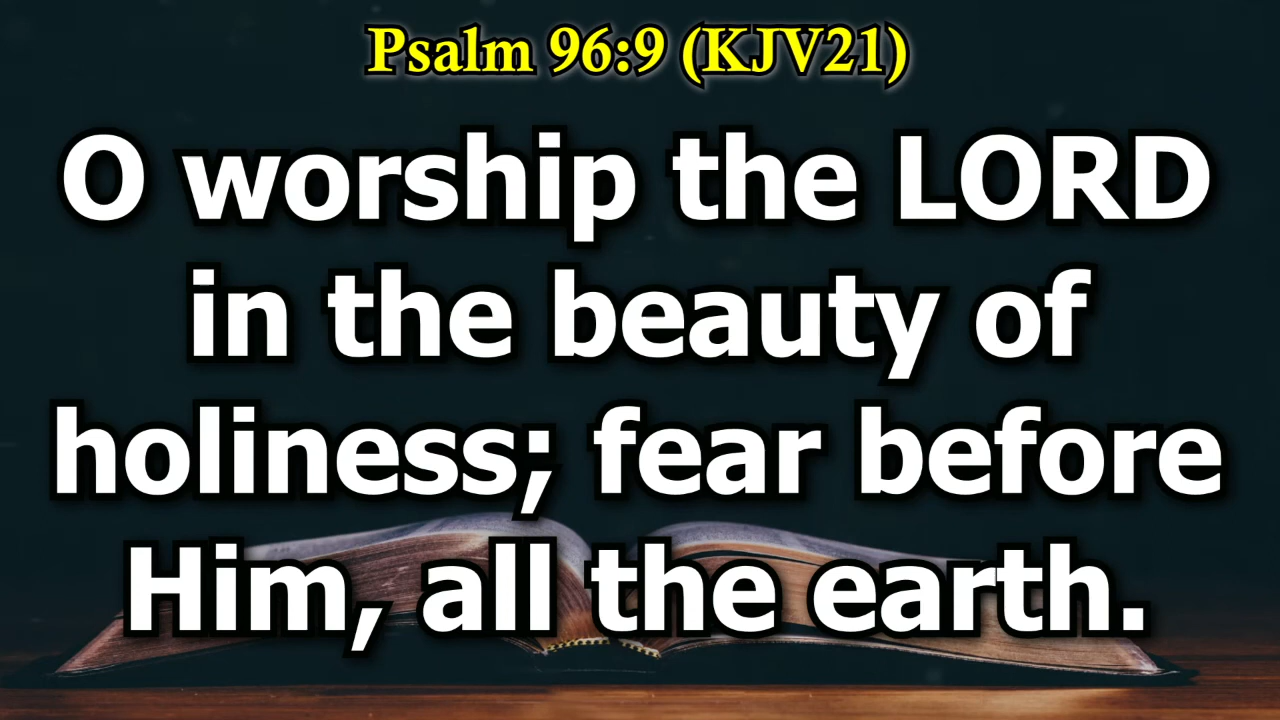 Psalm 96:9 (KJV21)
O worship the LORD
in the beauty of
holiness; fear before
Him, all the earth.